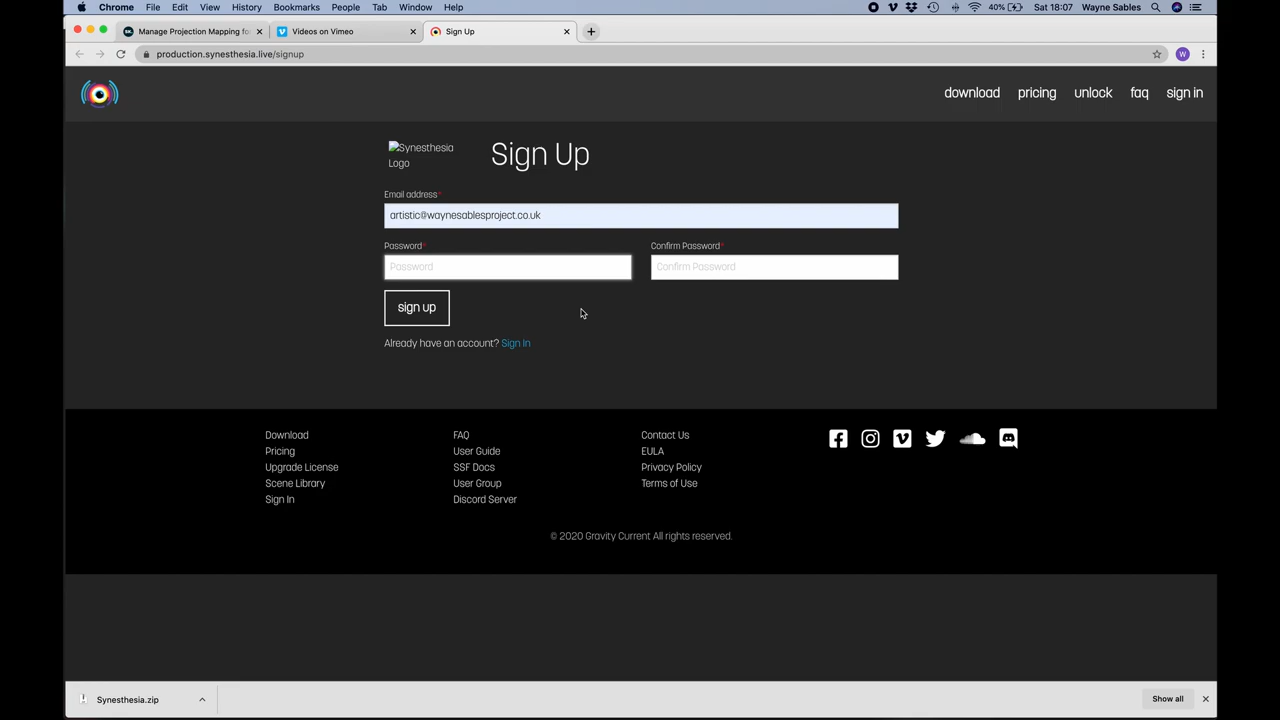 Chrome File Edit View History Bookmarks People Tab Window Help 40% Sat 18:07 Wayne Sables
Manage Projection Mapping fo Videos on Vimeo Sign Up
production.synesthesia.live/signup W
download pricing unlock faq sign in
Synesthesia
Logo
Sign Up
Email address*
artistic@waynesablesproject.co.uk
Password* Confirm Password*
Password Confirm Password
sign up
Already have an account? Sign In
Download FAQ Contact Us
Pricing User Guide EULA
Upgrade License SSF Docs Privacy Policy
Scene Library User Group Terms of Use
Sign In Discord Server
© 2020 Gravity Current All rights reserved.
Synesthesia.zip Show all